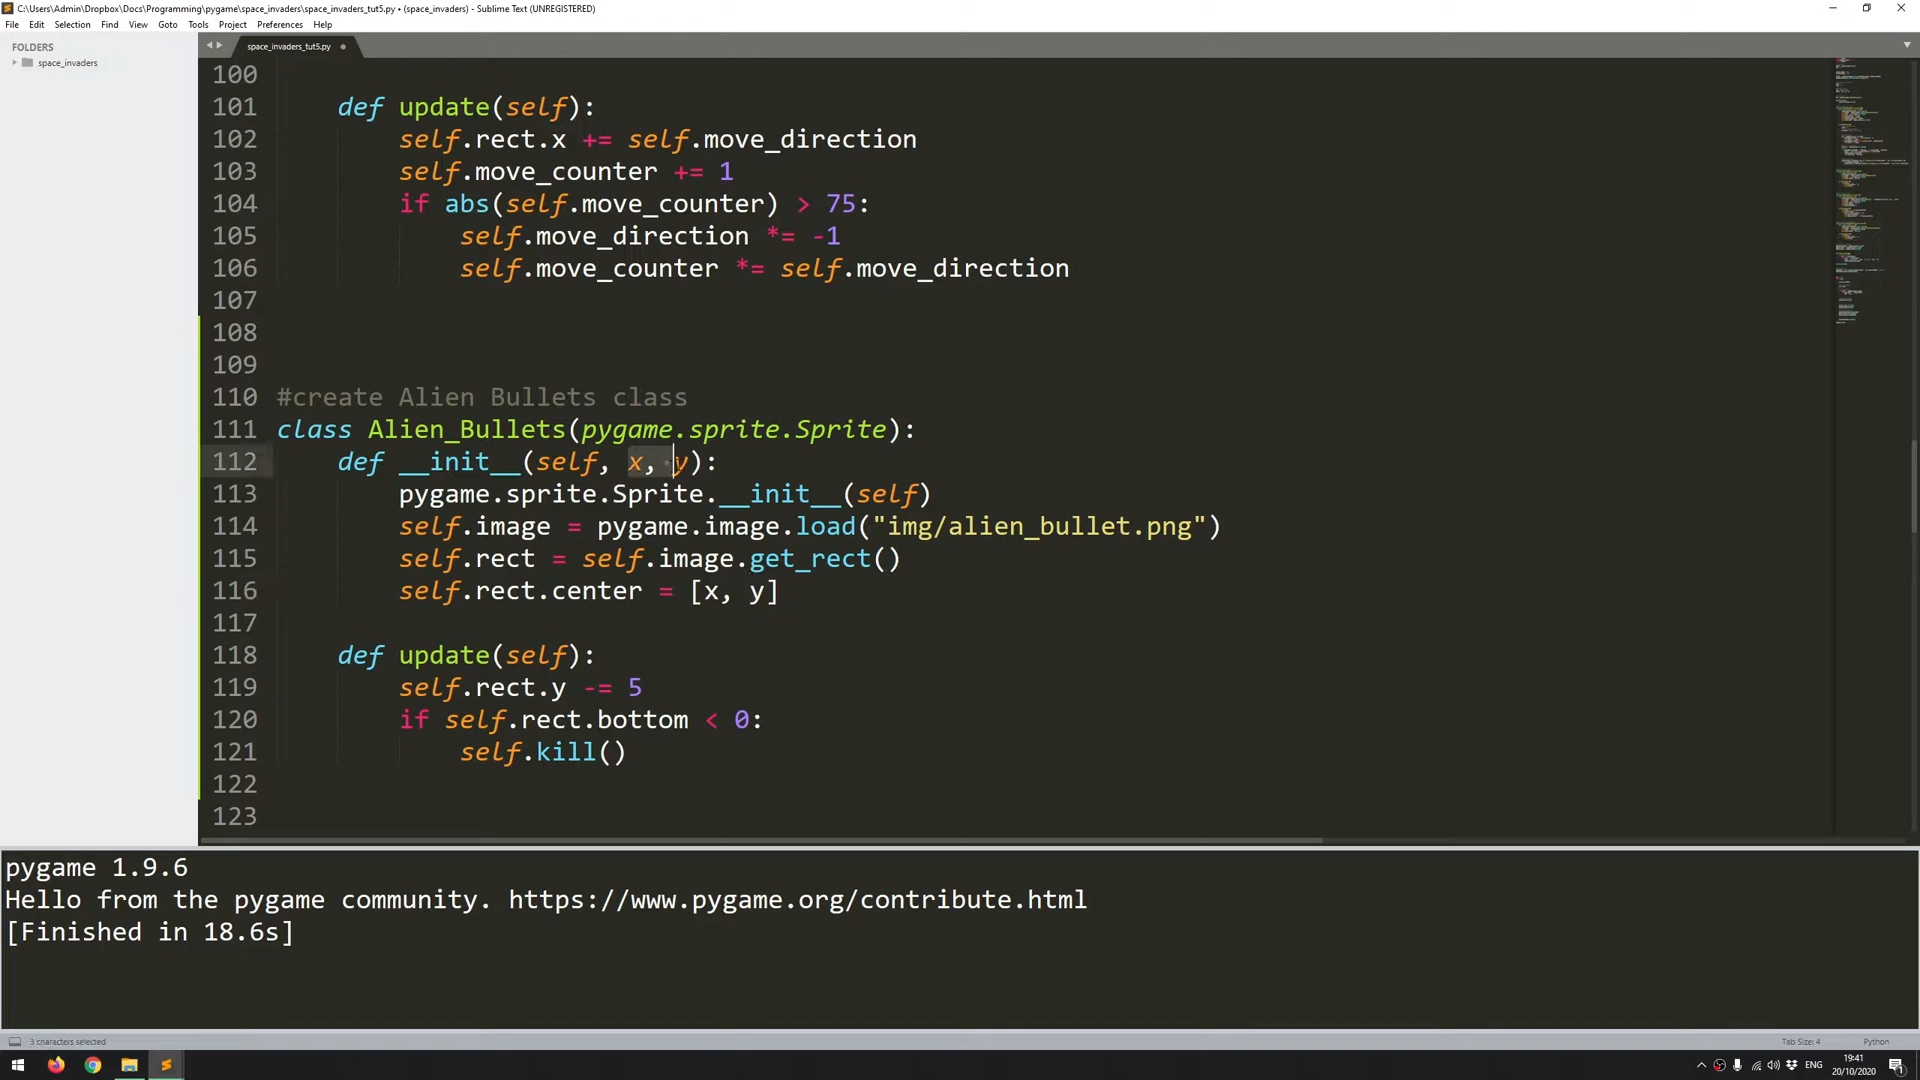 C:\Users\Admin\Dropbox\Docs\Programming\pygame\space_invaders\space_invaders_tut5.py • (space_invaders) - Sublime Text (UNREGISTERED)
File Edit Selection Find View Goto Tools Project Preferences Help
FOLDERS
space_invaders
space_invaders_tut5.py
100
101 def update(self):
102 self.rect.x += self.move_direction
103 self.move_counter += 1
104 if abs(self.move_counter) > 75:
105 self.move_direction *= -1
106 self.move_counter *= self.move_direction
107
108
109
110 #create Alien Bullets class
111 class Alien_Bullets(pygame.sprite.Sprite):
112 def __init__(self, x, y):
113 pygame.sprite.Sprite.__init__(self)
114 self.image = pygame.image.load("img/alien_bullet.png")
115 self.rect = self.image.get_rect()
116 self.rect.center = [x, y]
117
118 def update(self):
119 self.rect.y -= 5
120 if self.rect.bottom < 0:
121 self.kill()
122
123
pygame 1.9.6
Hello from the pygame community. https://www.pygame.org/contribute.html
[Finished in 18.6s]
3 characters selected
Tab Size: 4 Python
ENG
19:41
20/10/2020